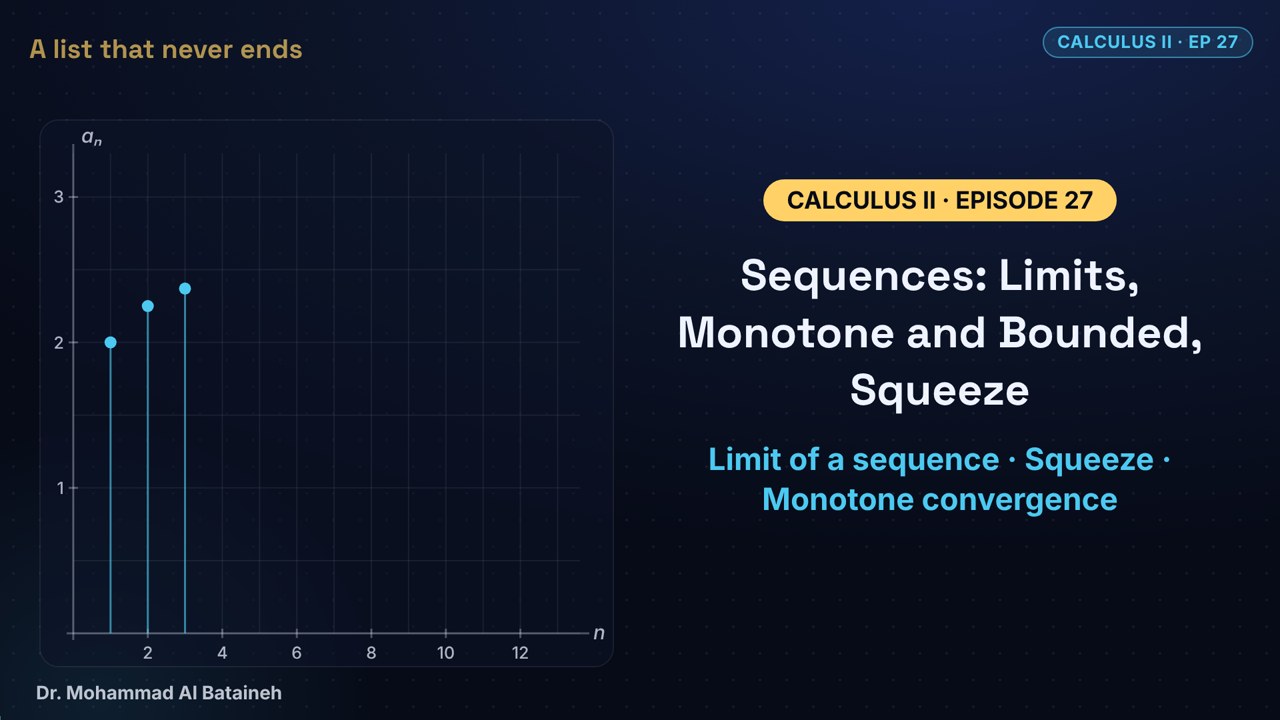 A list that never ends
CALCULUS II · EP 27
aₙ
3
2
1
2 4 6 8 10 12
n
CALCULUS II · EPISODE 27
Sequences: Limits,
Monotone and Bounded,
Squeeze
Limit of a sequence · Squeeze ·
Monotone convergence
Dr. Mohammad Al Bataineh